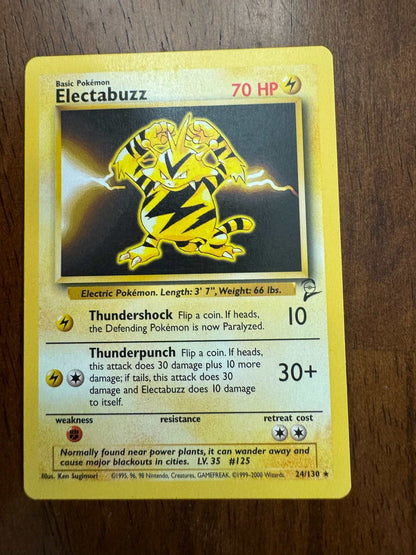 Basic Pokémon
Electabuzz
70 HP
Electric Pokémon. Length: 3' 7", Weight: 66 lbs.
Thundershock Flip a coin. If heads,
the Defending Pokémon is now Paralyzed.
10
Thunderpunch Flip a coin. If heads,
this attack does 30 damage plus 10 more
damage; if tails, this attack does 30
damage and Electabuzz does 10 damage
to itself.
30+
weakness resistance retreat cost
Normally found near power plants, it can wander away and
cause major blackouts in cities. LV. 35 #125
Illus. Ken Sugimori ©1995, 96, 98 Nintendo, Creatures, GAMEFREAK. ©1999-2000 Wizards. 24/130 ★